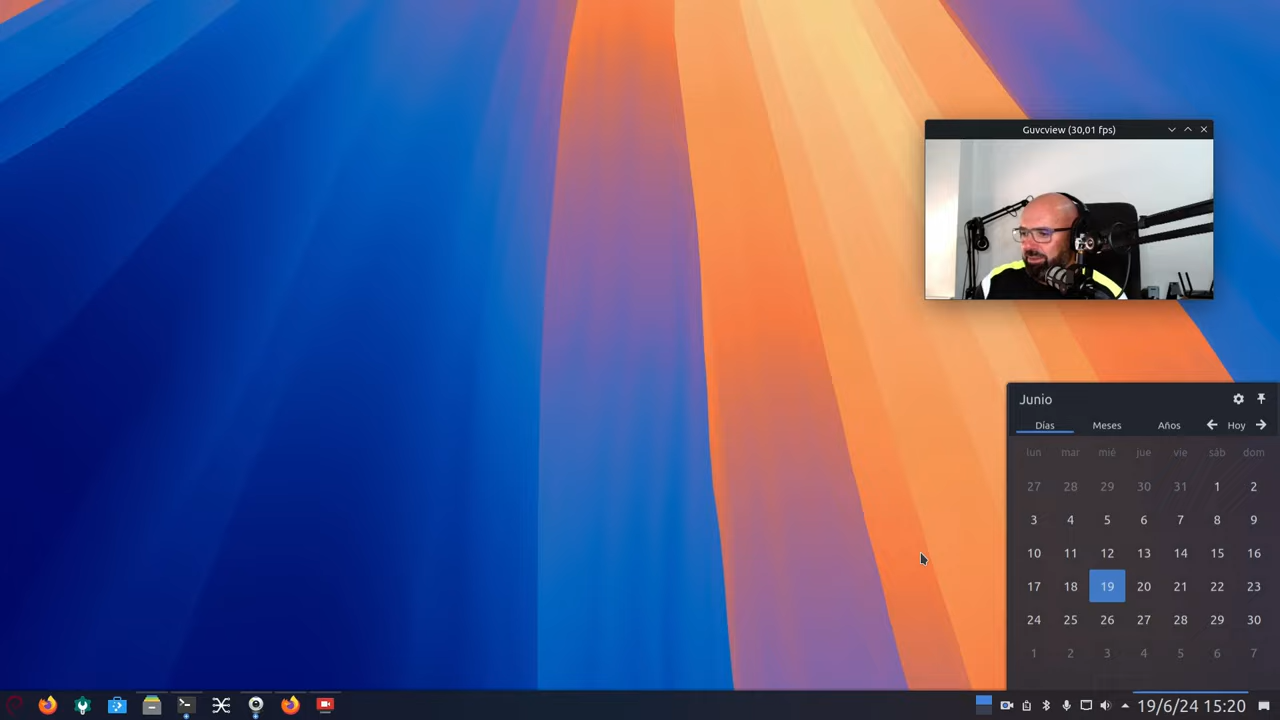 Guvcview (30,01 fps)
Junio
Días Meses Años Hoy
lun mar mié jue vie sáb dom
27 28 29 30 31 1 2
3 4 5 6 7 8 9
10 11 12 13 14 15 16
17 18 19 20 21 22 23
24 25 26 27 28 29 30
1 2 3 4 5 6 7
19/6/24 15:20